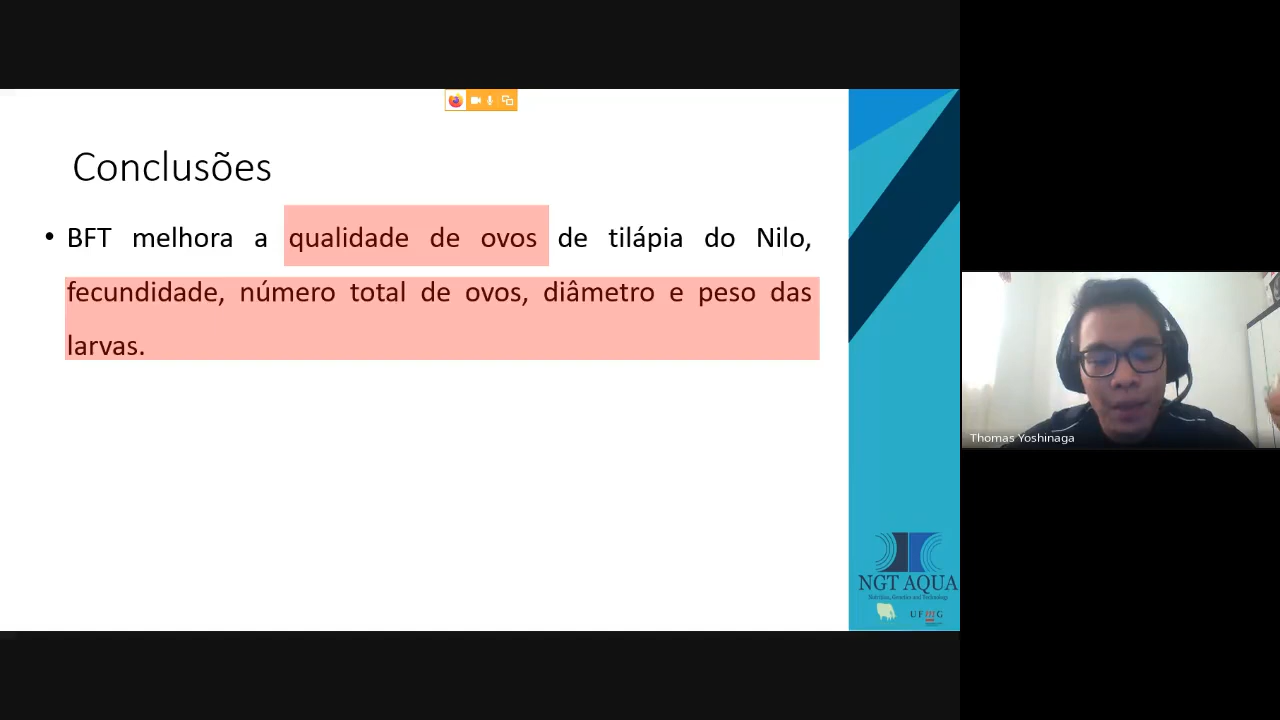 Conclusões
• BFT melhora a qualidade de ovos de tilápia do Nilo,
fecundidade, número total de ovos, diâmetro e peso das
larvas.
Thomas Yoshinaga
NGT AQUA
Nutrition, Genetics and Technology
UFMG